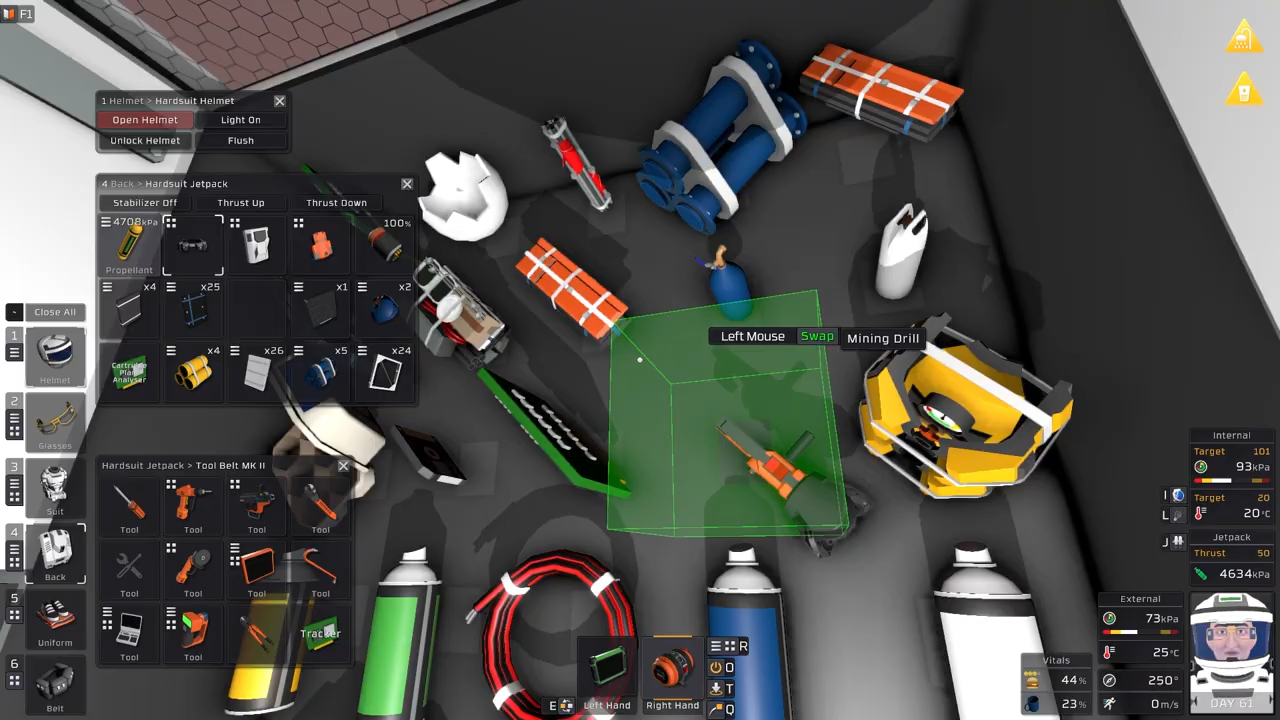 F1
1 Helmet > Hardsuit Helmet
Open Helmet
Light On
Unlock Helmet
Flush
4 Back > Hardsuit Jetpack
Stabilizer Off
Thrust Up
Thrust Down
4708kPa
100%
Propellant
x4
x25
x1
x2
Cartridge
Plant
Analyser
x4
x26
x5
x24
Hardsuit Jetpack > Tool Belt MK II
Tool
Tool
Tool
Tool
Tool
Tool
Tool
Tool
Tool
Tool
Tracker
Close All
1
Helmet
2
Glasses
3
Suit
4
Back
5
Uniform
6
Belt
Left Mouse
Swap
Mining Drill
E
Left Hand
Right Hand
R
O
T
Q
Internal
Target 101
93kPa
Target 20
20°C
I
L
J
Jetpack
Thrust 50
4634kPa
External
73kPa
25°C
250°
0m/s
Vitals
44%
23%
DAY 61